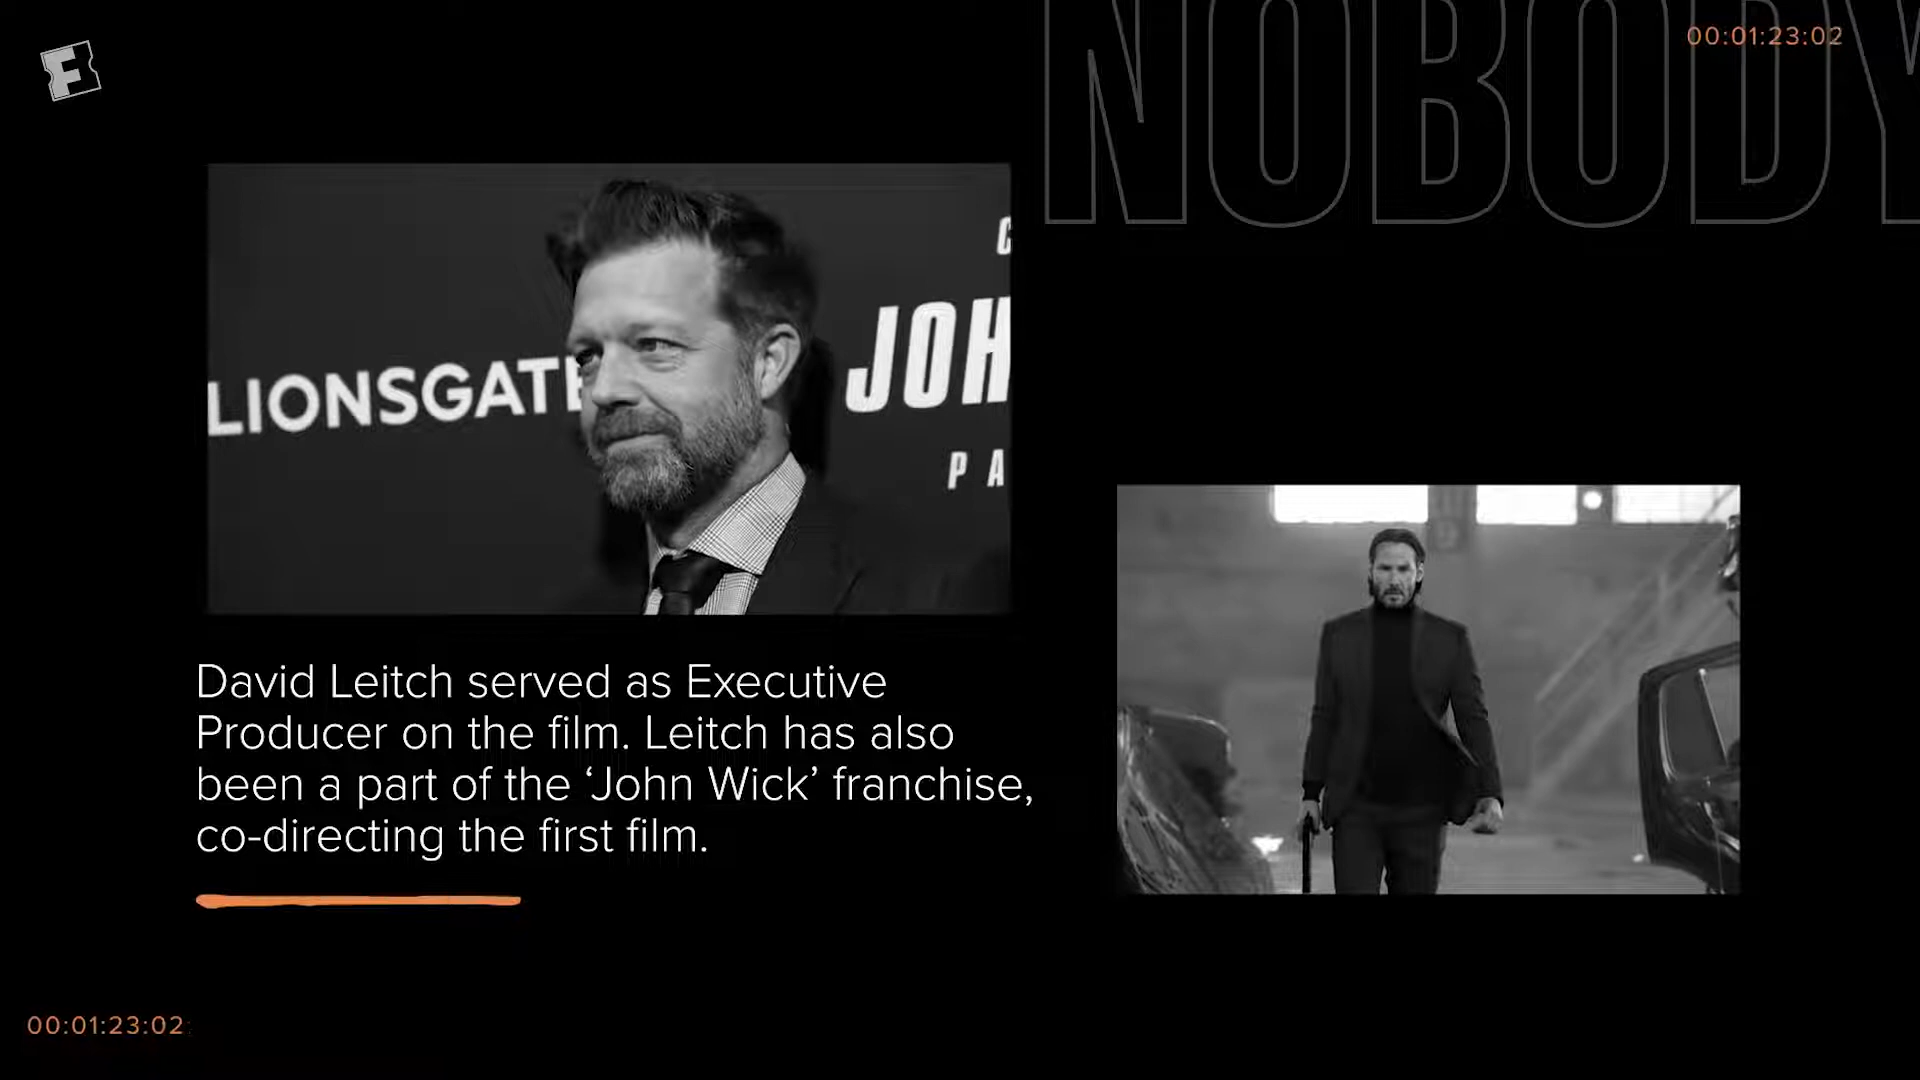 F
NOBODY
00:01:23:02
LIONSGATE
JOH
P A
David Leitch served as Executive
Producer on the film. Leitch has also
been a part of the ‘John Wick’ franchise,
co-directing the first film.
00:01:23:02